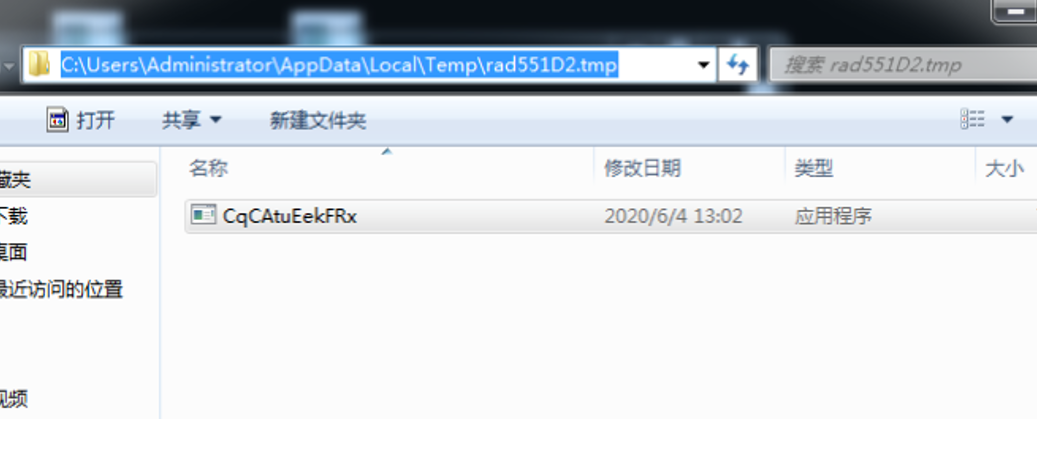 C:\Users\Administrator\AppData\Local\Temp\rad551D2.tmp 搜索 rad551D2.tmp
打开 共享 新建文件夹
名称 修改日期 类型 大小
藏夹
CqCAtuEekFRx 2020/6/4 13:02 应用程序
下载
桌面
最近访问的位置
视频